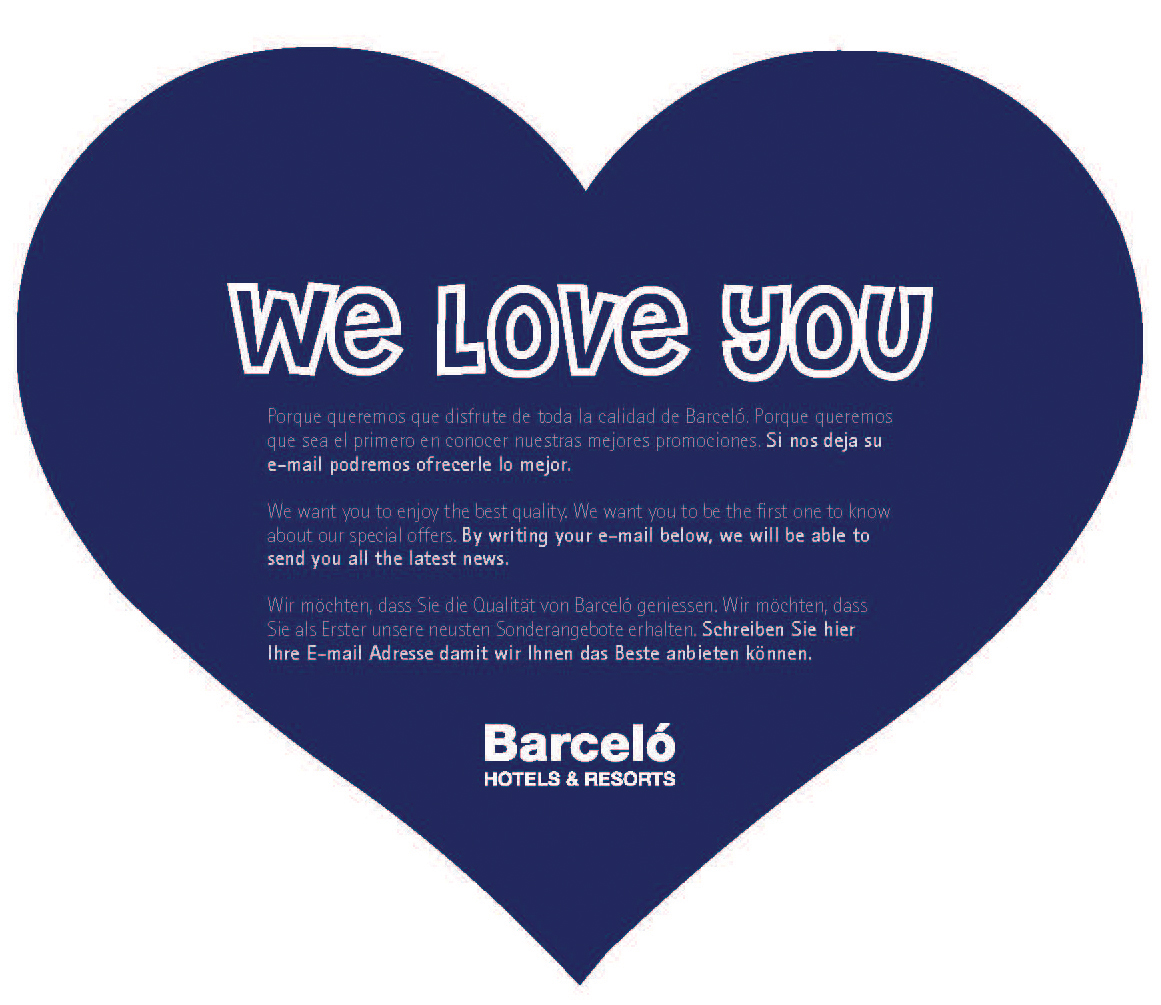 We Love you
Porque queremos que disfrute de toda la calidad de Barceló. Porque queremos
que sea el primero en conocer nuestras mejores promociones. Si nos deja su
e-mail podremos ofrecerle lo mejor.
We want you to enjoy the best quality. We want you to be the first one to know
about our special offers. By writing your e-mail below, we will be able to
send you all the latest news.
Wir möchten, dass Sie die Qualität von Barceló geniessen. Wir möchten, dass
Sie als Erster unsere neusten Sonderangebote erhalten. Schreiben Sie hier
Ihre E-mail Adresse damit wir Ihnen das Beste anbieten können.
Barceló
HOTELS & RESORTS